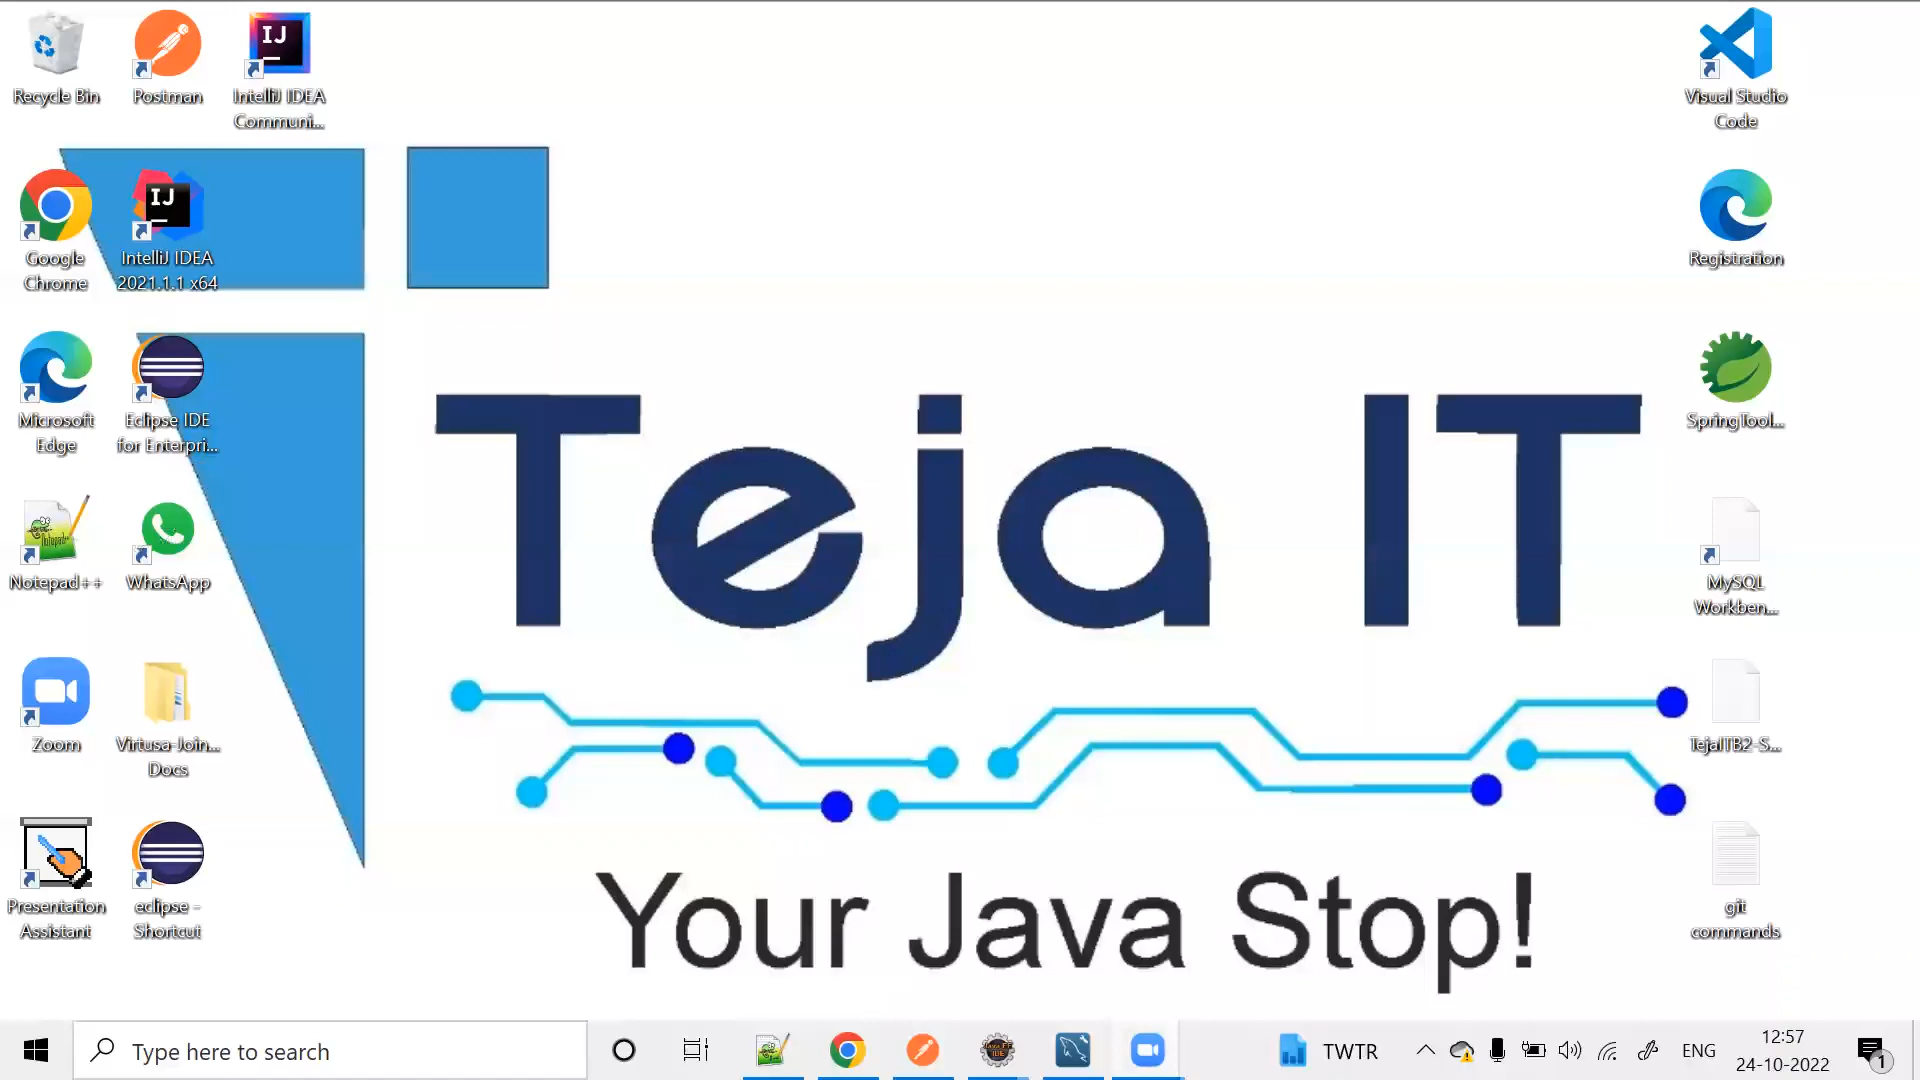 Recycle Bin
Postman
IntelliJ IDEA
Communi...
Google
Chrome
IntelliJ IDEA
2021.1.1 x64
Microsoft
Edge
Eclipse IDE
for Enterpri...
Notepad++
WhatsApp
Zoom
Virtusa-Join...
Docs
Presentation
Assistant
eclipse -
Shortcut
Teja IT
Your Java Stop!
Visual Studio
Code
Registration
SpringTool...
MySQL
Workben...
TejaITB2-S...
git
commands
Type here to search
TWTR
ENG
12:57
24-10-2022
1